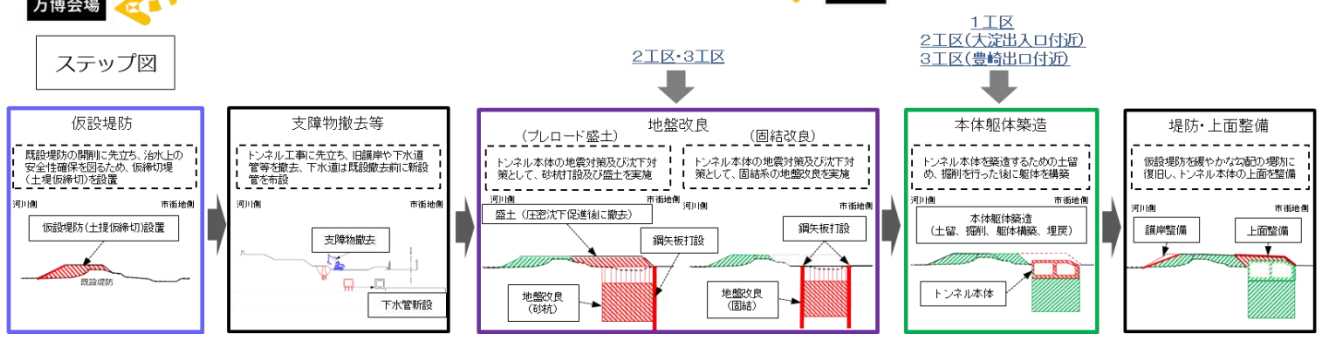 万博会場
ステップ図
2工区・3工区
1工区
2工区(大淀出入口付近)
3工区(豊崎出口付近)
仮設堤防
既設堤防の開削に先立ち、治水上の
安全性確保を図るため、仮締切堤
(土堤仮締切)を設置
河川側
市街地側
仮設堤防(土堤仮締切)設置
既設堤防
支障物撤去等
トンネル工事に先立ち、旧護岸や下水道
管等を撤去、下水道は既設撤去前に新設
管を布設
河川側
市街地側
支障物撤去
下水管新設
地盤改良
(プレロード盛土)
(固結改良)
トンネル本体の地震対策及び沈下対
策として、砂杭打設及び盛土を実施
トンネル本体の地震対策及び沈下対
策として、固結系の地盤改良を実施
河川側
市街地側
河川側
市街地側
盛土(圧密沈下促進後に撤去)
鋼矢板打設
鋼矢板打設
地盤改良
(砂杭)
地盤改良
(固結)
本体躯体築造
トンネル本体を築造するための土留
め、掘削を行った後に躯体を構築
河川側
市街地側
本体躯体築造
(土留、掘削、躯体構築、埋戻)
トンネル本体
堤防・上面整備
仮設堤防を緩やかな勾配の堤防に
復旧し、トンネル本体の上面を整備
河川側
市街地側
護岸整備
上面整備